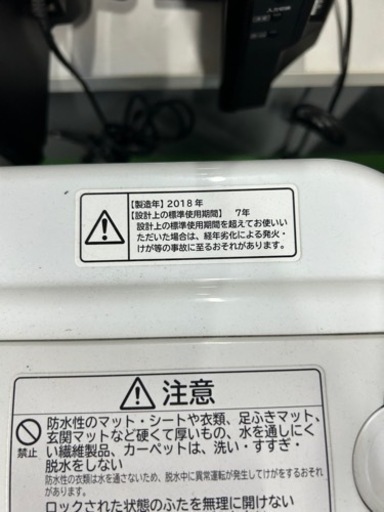 【製造年】2018年
【設計上の標準使用期間】 7年
設計上の標準使用期間を超えてお使いい
ただいた場合は、経年劣化による発火・
けが等の事故に至るおそれがあります。
注意
防水性のマット・シートや衣類、足ふきマット、
玄関マットなど硬くて厚いもの、水を通しにく
い繊維製品、カーペットは、洗い・すすぎ・
脱水をしない
禁止
防水性の衣類は水を通さないため、脱水中に異常運転が発生してけがをするおそれ
があります。
ロックされた状態のふたを無理に開けない